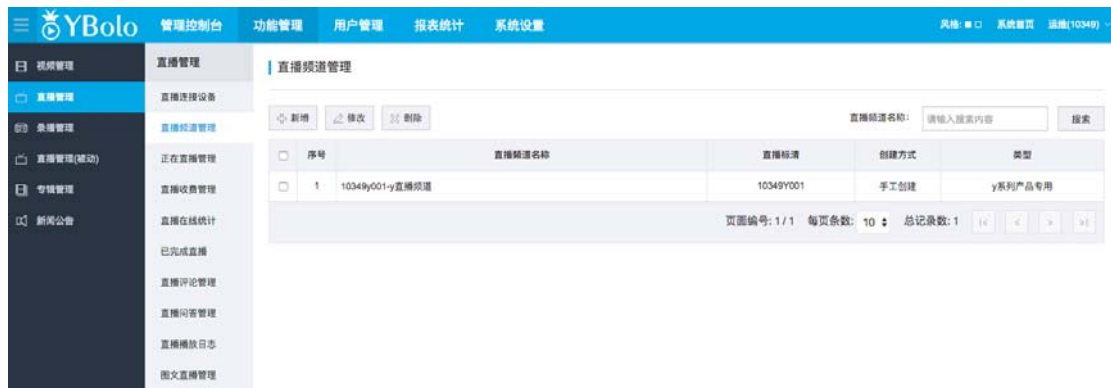 YBolo 管理控制台 功能管理 用户管理 报表统计 系统设置 风格: 系统首页 运维(10349)
视频管理
直播管理
录播管理
直播管理(被动)
专辑管理
新闻公告
直播管理
直播连接设备
直播频道管理
正在直播管理
直播收费管理
直播在线统计
已完成直播
直播评论管理
直播问答管理
直播播放日志
图文直播管理
直播频道管理
新增 修改 删除 直播频道名称: 请输入搜索内容 搜索
序号 直播频道名称 直播标清 创建方式 类型
1 10349y001-y直播频道 10349Y001 手工创建 y系列产品专用
页面编号: 1 / 1 每页条数: 10 总记录数: 1